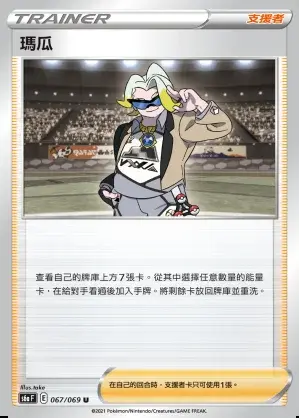 TRAINER
支援者
瑪瓜
查看自己的牌庫上方7張卡。從其中選擇任意數量的能量
卡，在給對手看過後加入手牌。將剩餘卡放回牌庫並重洗。
Illus.take
在自己的回合時，支援者卡只可使用1張。
S6a F E 067/069 U
©2021 Pokémon/Nintendo/Creatures/GAME FREAK.